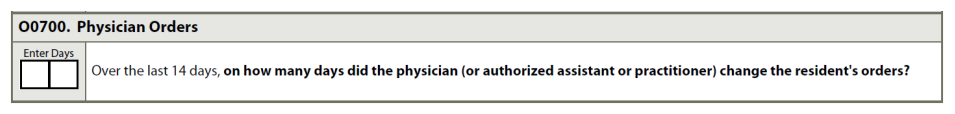 O0700. Physician Orders
Enter Days
Over the last 14 days, on how many days did the physician (or authorized assistant or practitioner) change the resident's orders?